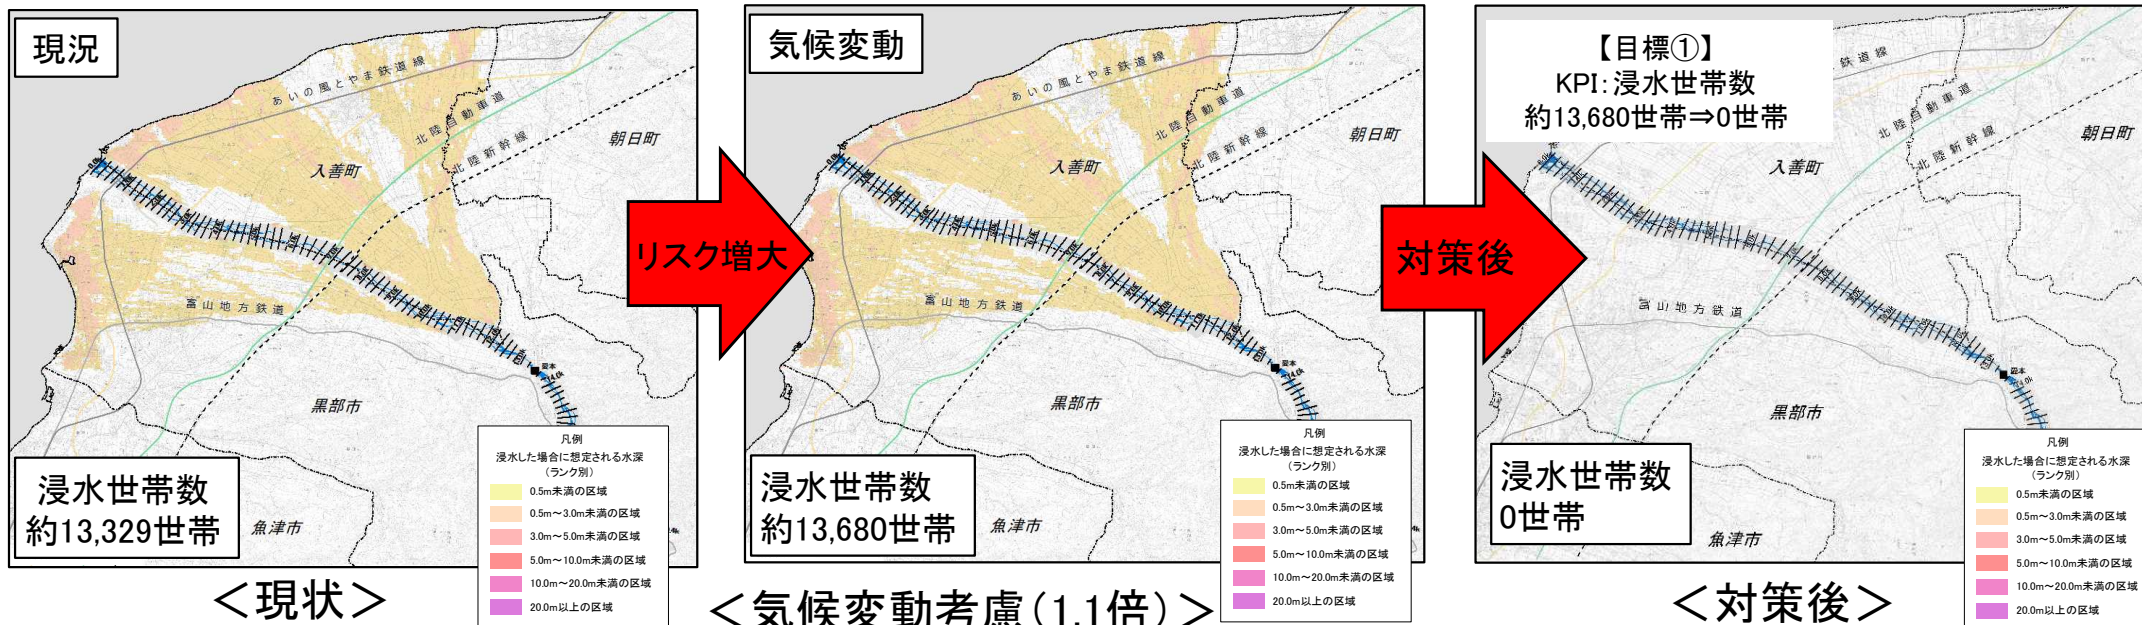 現況
あいの風とやま鉄道線
北陸自動車道
北陸新幹線
朝日町
入善町
0.0k
富山地方鉄道
愛本
14.0k
黒部市
魚津市
浸水世帯数
約13,329世帯
凡例
浸水した場合に想定される水深
(ランク別)
0.5m未満の区域
0.5m～3.0m未満の区域
3.0m～5.0m未満の区域
5.0m～10.0m未満の区域
10.0m～20.0m未満の区域
20.0m以上の区域
＜現状＞
リスク増大
気候変動
あいの風とやま鉄道線
北陸自動車道
北陸新幹線
朝日町
入善町
0.0k
富山地方鉄道
愛本
14.0k
黒部市
魚津市
浸水世帯数
約13,680世帯
凡例
浸水した場合に想定される水深
(ランク別)
0.5m未満の区域
0.5m～3.0m未満の区域
3.0m～5.0m未満の区域
5.0m～10.0m未満の区域
10.0m～20.0m未満の区域
20.0m以上の区域
＜気候変動考慮(1.1倍)＞
対策後
【目標①】
KPI:浸水世帯数
約13,680世帯⇒0世帯
鉄道線
北陸自動車道
北陸新幹線
朝日町
入善町
0.0k
富山地方鉄道
愛本
14.0k
黒部市
魚津市
浸水世帯数
0世帯
凡例
浸水した場合に想定される水深
(ランク別)
0.5m未満の区域
0.5m～3.0m未満の区域
3.0m～5.0m未満の区域
5.0m～10.0m未満の区域
10.0m～20.0m未満の区域
20.0m以上の区域
＜対策後＞